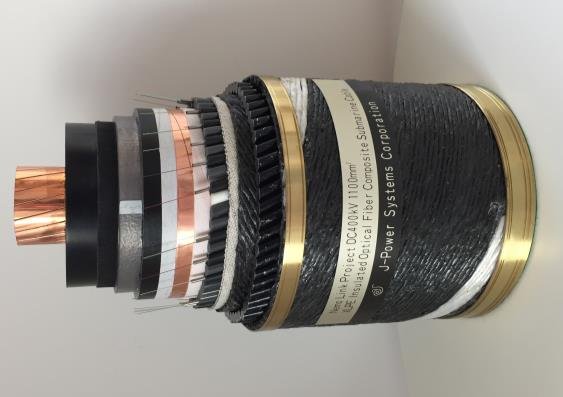 Nemo Link Project DC400kV 1100mm²
XLPE Insulated Optical Fiber Composite Submarine Cable
J-Power Systems Corporation